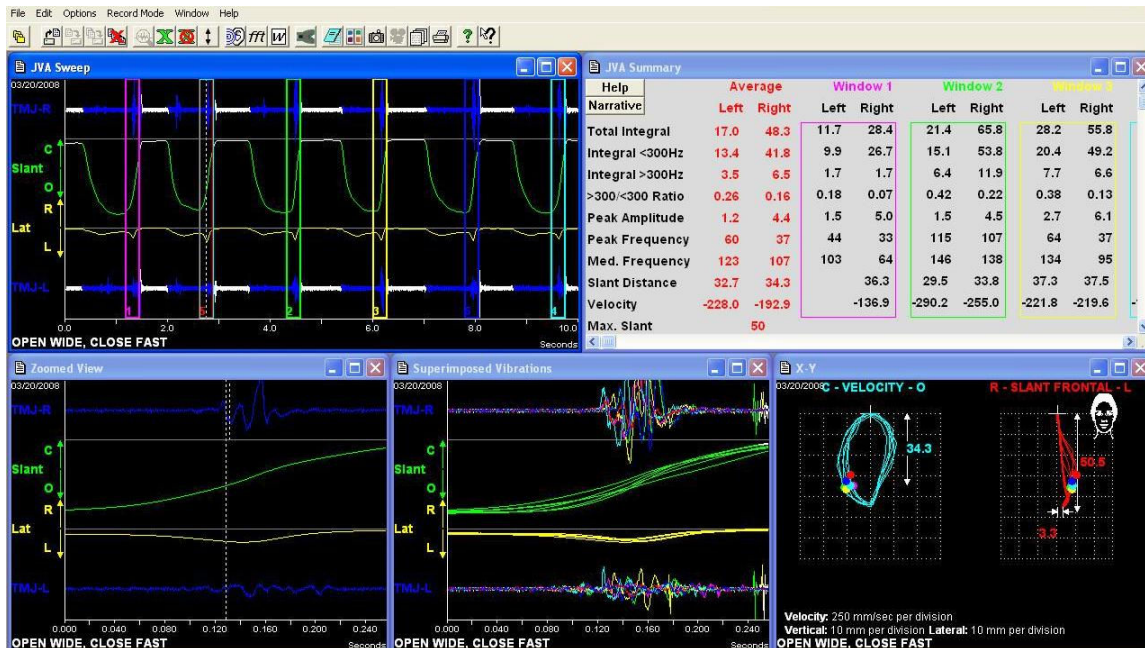 File Edit Options Record Mode Window Help
fft W
JVA Sweep
03/20/2008
TMJ-R
C
Slant
O
R
Lat
L
TMJ-L
1 5 2 3 6 4
0.0 2.0 4.0 6.0 8.0 10.0
Seconds
OPEN WIDE, CLOSE FAST
JVA Summary
Help
Narrative
Average Window 1 Window 2 Window 3
Left Right Left Right Left Right Left Right
Total Integral 17.0 48.3 11.7 28.4 21.4 65.8 28.2 55.8
Integral <300Hz 13.4 41.8 9.9 26.7 15.1 53.8 20.4 49.2
Integral >300Hz 3.5 6.5 1.7 1.7 6.4 11.9 7.7 6.6
>300/<300 Ratio 0.26 0.16 0.18 0.07 0.42 0.22 0.38 0.13
Peak Amplitude 1.2 4.4 1.5 5.0 1.5 4.5 2.7 6.1
Peak Frequency 60 37 44 33 115 107 64 37
Med. Frequency 123 107 103 64 146 138 134 95
Slant Distance 32.7 34.3 36.3 29.5 33.8 37.3 37.5
Velocity -228.0 -192.9 -136.9 -290.2 -255.0 -221.8 -219.6
Max. Slant 50
Zoomed View
03/20/2008
TMJ-R
C
Slant
O
R
Lat
L
TMJ-L
0.000 0.040 0.080 0.120 0.160 0.200 0.240
Seconds
OPEN WIDE, CLOSE FAST
Superimposed Vibrations
03/20/2008
TMJ-R
C
Slant
O
R
Lat
L
TMJ-L
0.000 0.040 0.080 0.120 0.160 0.200 0.240
Seconds
OPEN WIDE, CLOSE FAST
X-Y
03/20/2008
C - VELOCITY - O R - SLANT FRONTAL - L
34.3
50.5
3.3
Velocity: 250 mm/sec per division
Vertical: 10 mm per division Lateral: 10 mm per division
OPEN WIDE, CLOSE FAST